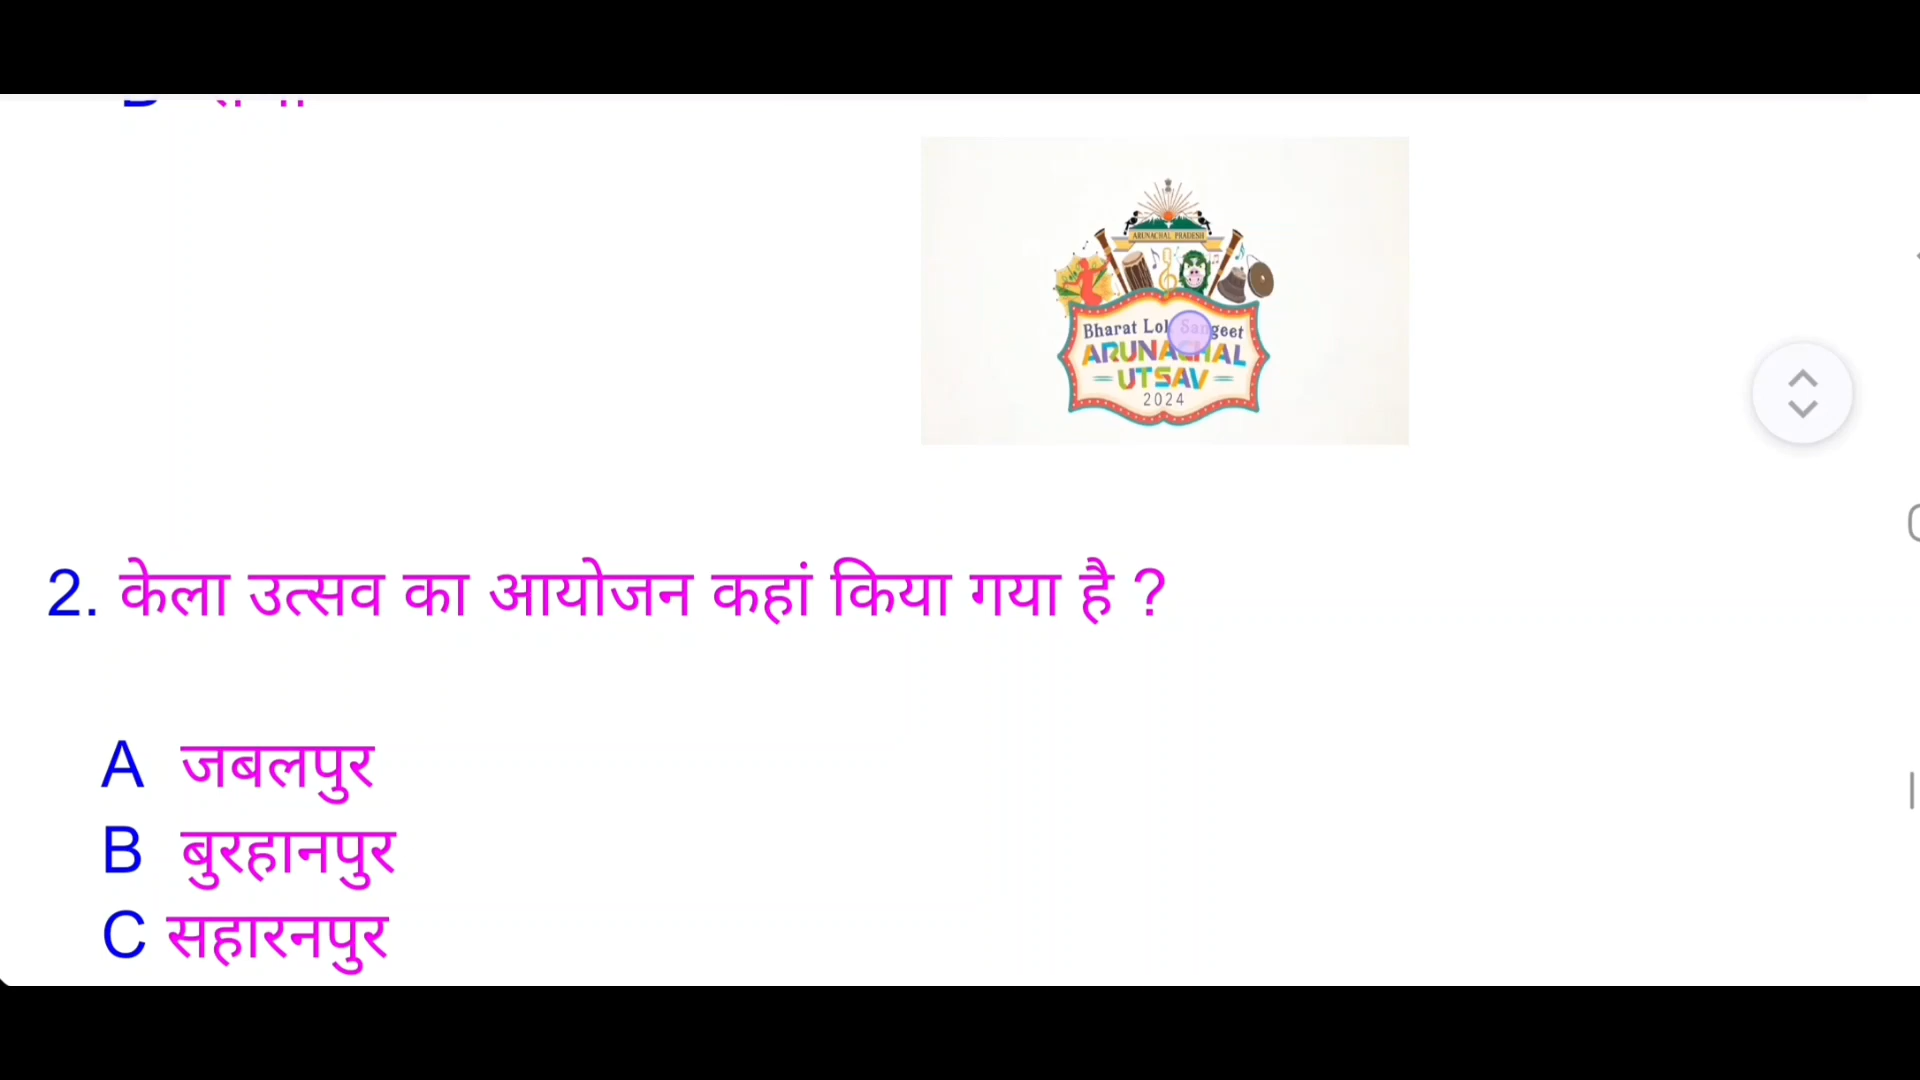 ARUNACHAL PRADESH
Bharat Lok Sangeet
ARUNACHAL
UTSAV
2024
2. केला उत्सव का आयोजन कहां किया गया है ?
A जबलपुर
B बुरहानपुर
C सहारनपुर